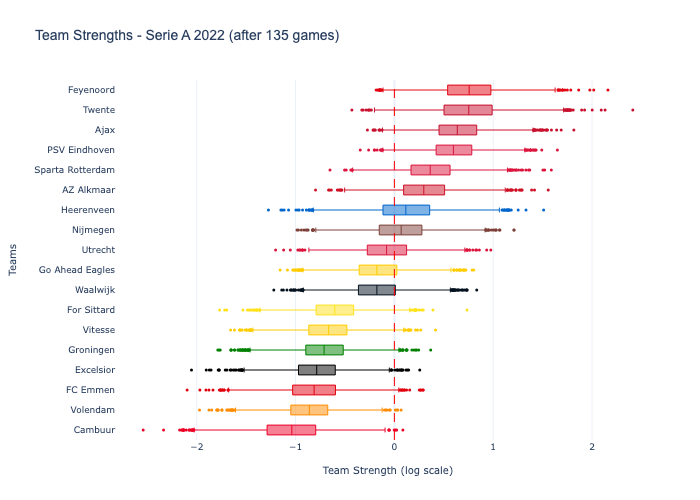 Team Strengths - Serie A 2022 (after 135 games)
Feyenoord
Twente
Ajax
PSV Eindhoven
Sparta Rotterdam
AZ Alkmaar
Heerenveen
Nijmegen
Utrecht
Go Ahead Eagles
Waalwijk
For Sittard
Vitesse
Groningen
Excelsior
FC Emmen
Volendam
Cambuur
Teams
−2 −1 0 1 2
Team Strength (log scale)